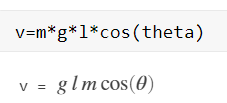 v=m*g*l*cos(theta)
v = g l m cos(θ)